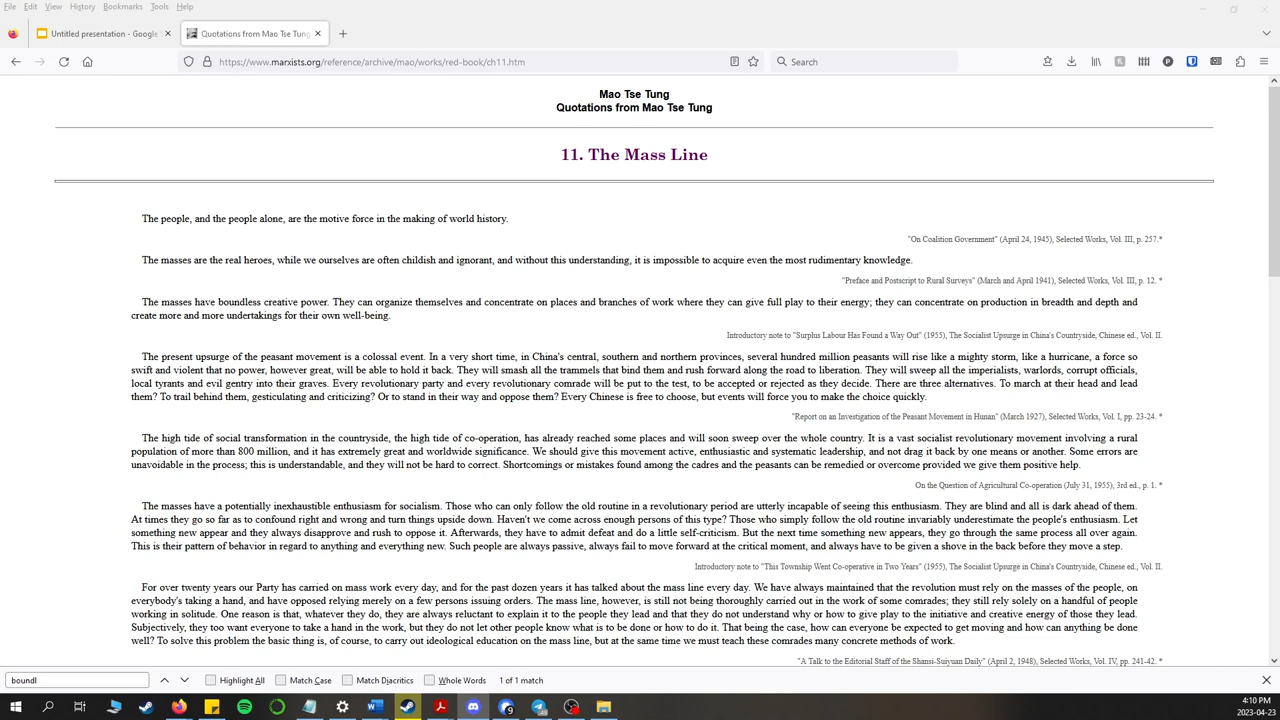 File Edit View History Bookmarks Tools Help
Untitled presentation - Google S
Quotations from Mao Tse Tung
https://www.marxists.org/reference/archive/mao/works/red-book/ch11.htm
Search
Mao Tse Tung
Quotations from Mao Tse Tung
11. The Mass Line
The people, and the people alone, are the motive force in the making of world history.
"On Coalition Government" (April 24, 1945), Selected Works, Vol. III, p. 257.*
The masses are the real heroes, while we ourselves are often childish and ignorant, and without this understanding, it is impossible to acquire even the most rudimentary knowledge.
"Preface and Postscript to Rural Surveys" (March and April 1941), Selected Works, Vol. III, p. 12. *
The masses have boundless creative power. They can organize themselves and concentrate on places and branches of work where they can give full play to their energy; they can concentrate on production in breadth and depth and
create more and more undertakings for their own well-being.
Introductory note to "Surplus Labour Has Found a Way Out" (1955), The Socialist Upsurge in China's Countryside, Chinese ed., Vol. II.
The present upsurge of the peasant movement is a colossal event. In a very short time, in China's central, southern and northern provinces, several hundred million peasants will rise like a mighty storm, like a hurricane, a force so
swift and violent that no power, however great, will be able to hold it back. They will smash all the trammels that bind them and rush forward along the road to liberation. They will sweep all the imperialists, warlords, corrupt officials,
local tyrants and evil gentry into their graves. Every revolutionary party and every revolutionary comrade will be put to the test, to be accepted or rejected as they decide. There are three alternatives. To march at their head and lead
them? To trail behind them, gesticulating and criticizing? Or to stand in their way and oppose them? Every Chinese is free to choose, but events will force you to make the choice quickly.
"Report on an Investigation of the Peasant Movement in Hunan" (March 1927), Selected Works, Vol. I, pp. 23-24. *
The high tide of social transformation in the countryside, the high tide of co-operation, has already reached some places and will soon sweep over the whole country. It is a vast socialist revolutionary movement involving a rural
population of more than 800 million, and it has extremely great and worldwide significance. We should give this movement active, enthusiastic and systematic leadership, and not drag it back by one means or another. Some errors are
unavoidable in the process; this is understandable, and they will not be hard to correct. Shortcomings or mistakes found among the cadres and the peasants can be remedied or overcome provided we give them positive help.
On the Question of Agricultural Co-operation (July 31, 1955), 3rd ed., p. 1. *
The masses have a potentially inexhaustible enthusiasm for socialism. Those who can only follow the old routine in a revolutionary period are utterly incapable of seeing this enthusiasm. They are blind and all is dark ahead of them.
At times they go so far as to confound right and wrong and turn things upside down. Haven't we come across enough persons of this type? Those who simply follow the old routine invariably underestimate the people's enthusiasm. Let
something new appear and they always disapprove and rush to oppose it. Afterwards, they have to admit defeat and do a little self-criticism. But the next time something new appears, they go through the same process all over again.
This is their pattern of behavior in regard to anything and everything new. Such people are always passive, always fail to move forward at the critical moment, and always have to be given a shove in the back before they move a step.
Introductory note to "This Township Went Co-operative in Two Years" (1955), The Socialist Upsurge in China's Countryside, Chinese ed., Vol. II.
For over twenty years our Party has carried on mass work every day, and for the past dozen years it has talked about the mass line every day. We have always maintained that the revolution must rely on the masses of the people, on
everybody's taking a hand, and have opposed relying merely on a few persons issuing orders. The mass line, however, is still not being thoroughly carried out in the work of some comrades; they still rely solely on a handful of people
working in solitude. One reason is that, whatever they do, they are always reluctant to explain it to the people they lead and that they do not understand why or how to give play to the initiative and creative energy of those they lead.
Subjectively, they too want everyone to take a hand in the work, but they do not let other people know what is to be done or how to do it. That being the case, how can everyone be expected to get moving and how can anything be done
well? To solve this problem the basic thing is, of course, to carry out ideological education on the mass line, but at the same time we must teach these comrades many concrete methods of work.
"A Talk to the Editorial Staff of the Shansi-Suiyuan Daily" (April 2, 1948), Selected Works, Vol. IV, pp. 241-42. *
boundl
Highlight All
Match Case
Match Diacritics
Whole Words
1 of 1 match
4:10 PM
2023-04-23